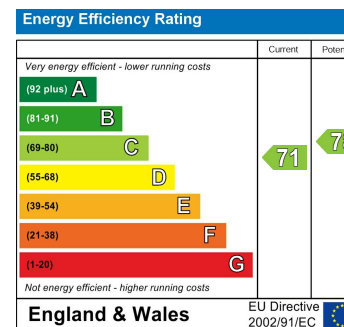 Energy Efficiency Rating
Current
Very energy efficient - lower running costs
(92 plus) A
(81-91) B
(69-80) C
(55-68) D
(39-54) E
(21-38) F
(1-20) G
71
Not energy efficient - higher running costs
England & Wales
EU Directive
2002/91/EC